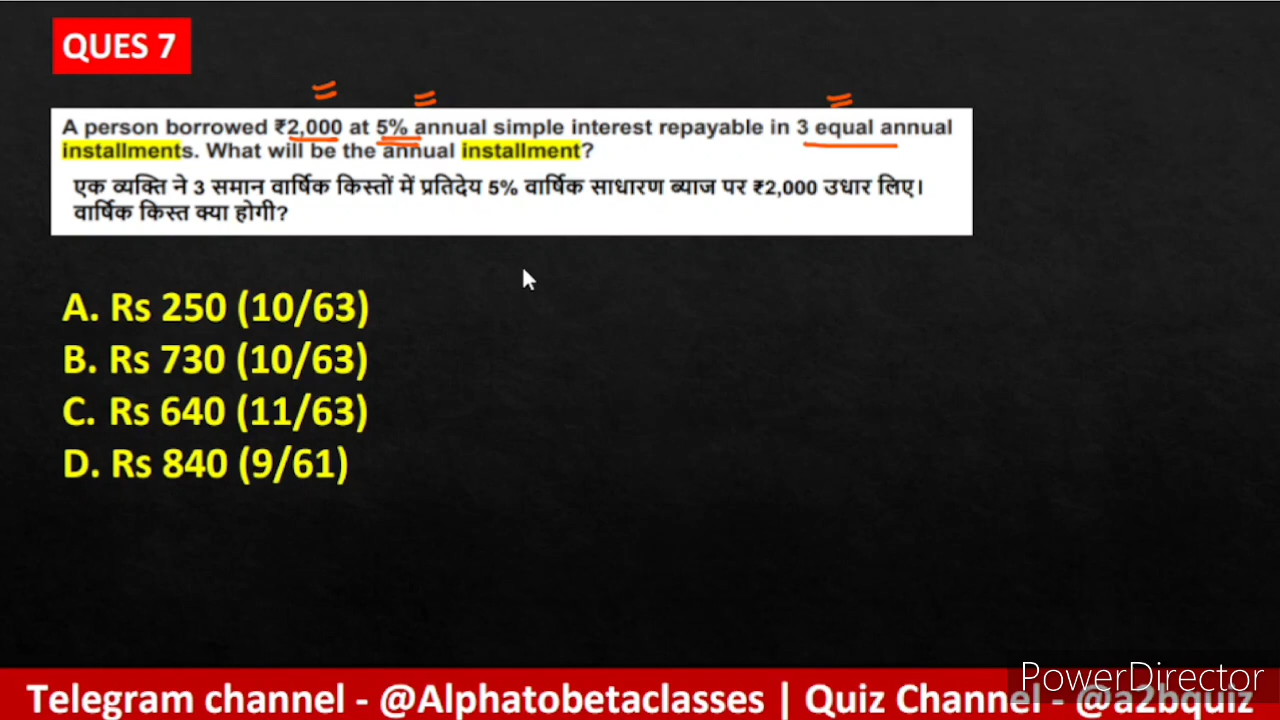 QUES 7
A person borrowed ₹2,000 at 5% annual simple interest repayable in 3 equal annual
installments. What will be the annual installment?
एक व्यक्ति ने 3 समान वार्षिक किस्तों में प्रतिदेय 5% वार्षिक साधारण ब्याज पर ₹2,000 उधार लिए।
वार्षिक किस्त क्या होगी?
A. Rs 250 (10/63)
B. Rs 730 (10/63)
C. Rs 640 (11/63)
D. Rs 840 (9/61)
PowerDirector
Telegram channel - @Alphatobetaclasses | Quiz Channel - @a2bquiz